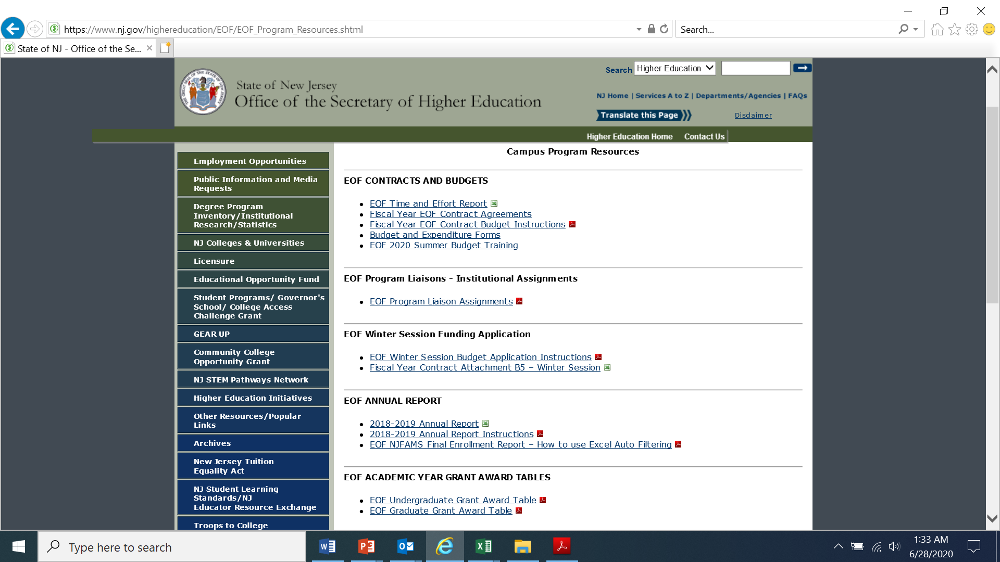 https://www.nj.gov/highereducation/EOF/EOF_Program_Resources.shtml
Search...
State of NJ - Office of the Se...
Search Higher Education
State of New Jersey
Office of the Secretary of Higher Education
NJ Home | Services A to Z | Departments/Agencies | FAQs
Translate this Page
Disclaimer
Higher Education Home Contact Us
Employment Opportunities
Public Information and Media
Requests
Degree Program
Inventory/Institutional
Research/Statistics
NJ Colleges & Universities
Licensure
Educational Opportunity Fund
Student Programs/ Governor's
School/ College Access
Challenge Grant
GEAR UP
Community College
Opportunity Grant
NJ STEM Pathways Network
Higher Education Initiatives
Other Resources/Popular
Links
Archives
New Jersey Tuition
Equality Act
NJ Student Learning
Standards/NJ
Educator Resource Exchange
Troops to College
Campus Program Resources
EOF CONTRACTS AND BUDGETS
EOF Time and Effort Report
Fiscal Year EOF Contract Agreements
Fiscal Year EOF Contract Budget Instructions
Budget and Expenditure Forms
EOF 2020 Summer Budget Training
EOF Program Liaisons - Institutional Assignments
EOF Program Liaison Assignments
EOF Winter Session Funding Application
EOF Winter Session Budget Application Instructions
Fiscal Year Contract Attachment B5 – Winter Session
EOF ANNUAL REPORT
2018-2019 Annual Report
2018-2019 Annual Report Instructions
EOF NJFAMS Final Enrollment Report – How to use Excel Auto Filtering
EOF ACADEMIC YEAR GRANT AWARD TABLES
EOF Undergraduate Grant Award Table
EOF Graduate Grant Award Table
Type here to search
1:33 AM
6/28/2020